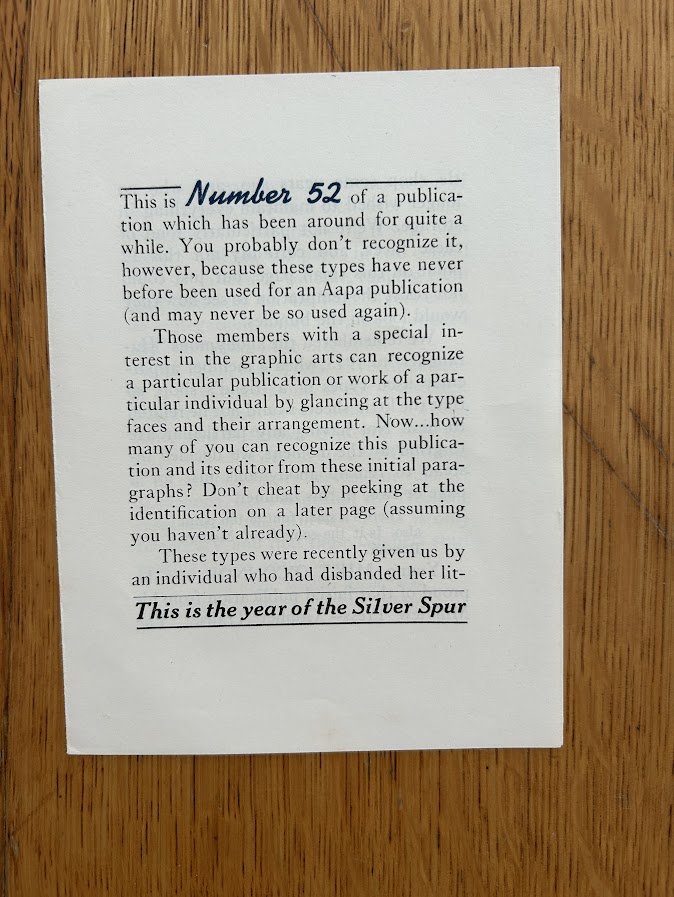 This is Number 52 of a publica-
tion which has been around for quite a
while. You probably don't recognize it,
however, because these types have never
before been used for an Aapa publication
(and may never be so used again).
Those members with a special in-
terest in the graphic arts can recognize
a particular publication or work of a par-
ticular individual by glancing at the type
faces and their arrangement. Now...how
many of you can recognize this publica-
tion and its editor from these initial para-
graphs? Don't cheat by peeking at the
identification on a later page (assuming
you haven't already).
These types were recently given us by
an individual who had disbanded her lit-
This is the year of the Silver Spur